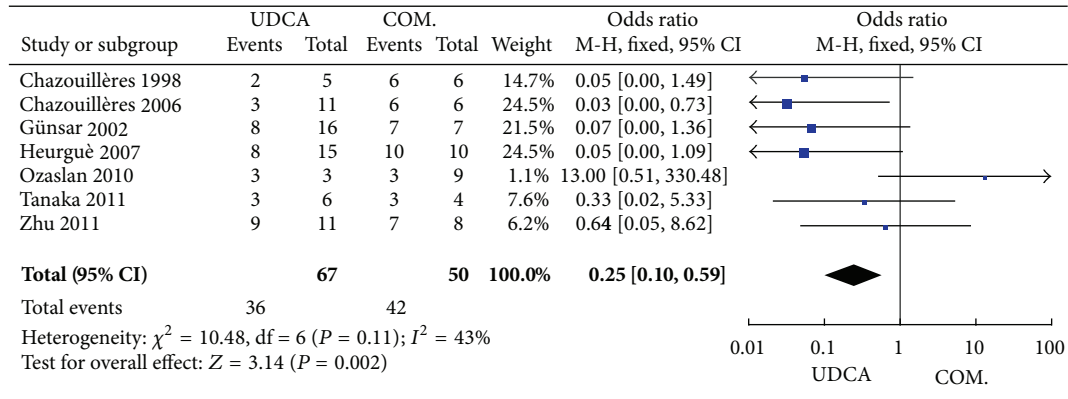 UDCA COM. Odds ratio Odds ratio
Study or subgroup Events Total Events Total Weight M-H, fixed, 95% CI M-H, fixed, 95% CI
Chazouillères 1998 2 5 6 6 14.7% 0.05 [0.00, 1.49]
Chazouillères 2006 3 11 6 6 24.5% 0.03 [0.00, 0.73]
Günsar 2002 8 16 7 7 21.5% 0.07 [0.00, 1.36]
Heurguè 2007 8 15 10 10 24.5% 0.05 [0.00, 1.09]
Ozaslan 2010 3 3 3 9 1.1% 13.00 [0.51, 330.48]
Tanaka 2011 3 6 3 4 7.6% 0.33 [0.02, 5.33]
Zhu 2011 9 11 7 8 6.2% 0.64 [0.05, 8.62]
Total (95% CI) 67 50 100.0% 0.25 [0.10, 0.59]
Total events 36 42
Heterogeneity: χ² = 10.48, df = 6 (P = 0.11); I² = 43%
Test for overall effect: Z = 3.14 (P = 0.002)
0.01 0.1 1 10 100
UDCA COM.